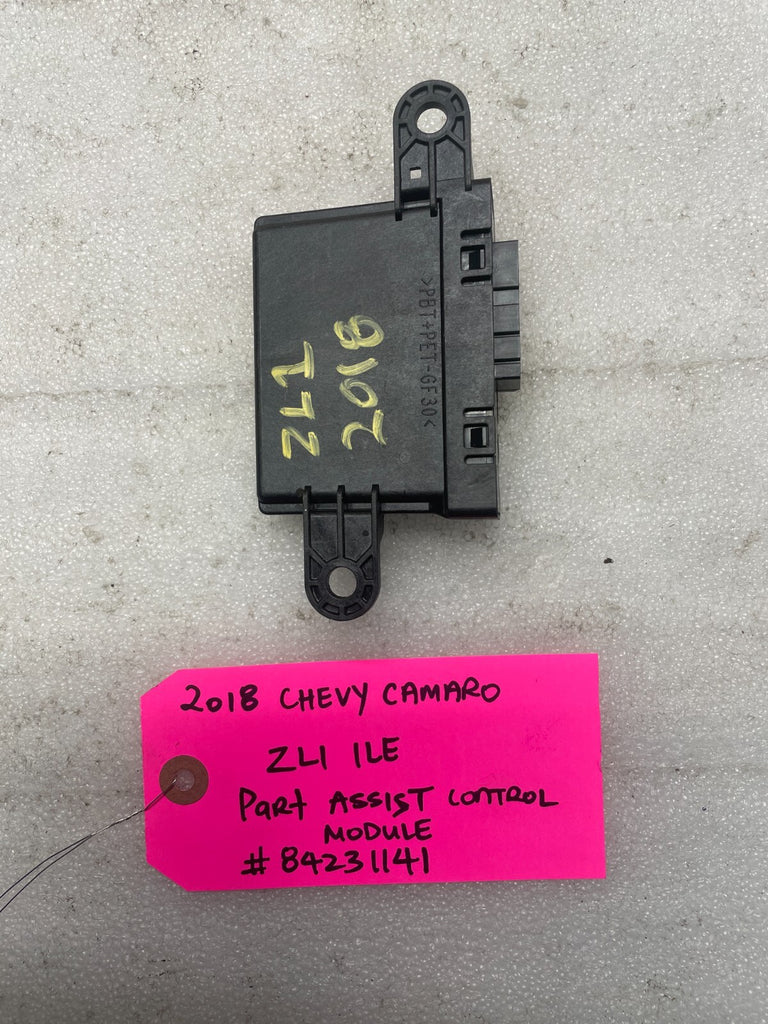 ZL1
2018
>PBT+PET-GF30<
2018 CHEVY CAMARO
ZL1 1LE
Part ASSIST CONTROL
MODULE
# 84231141